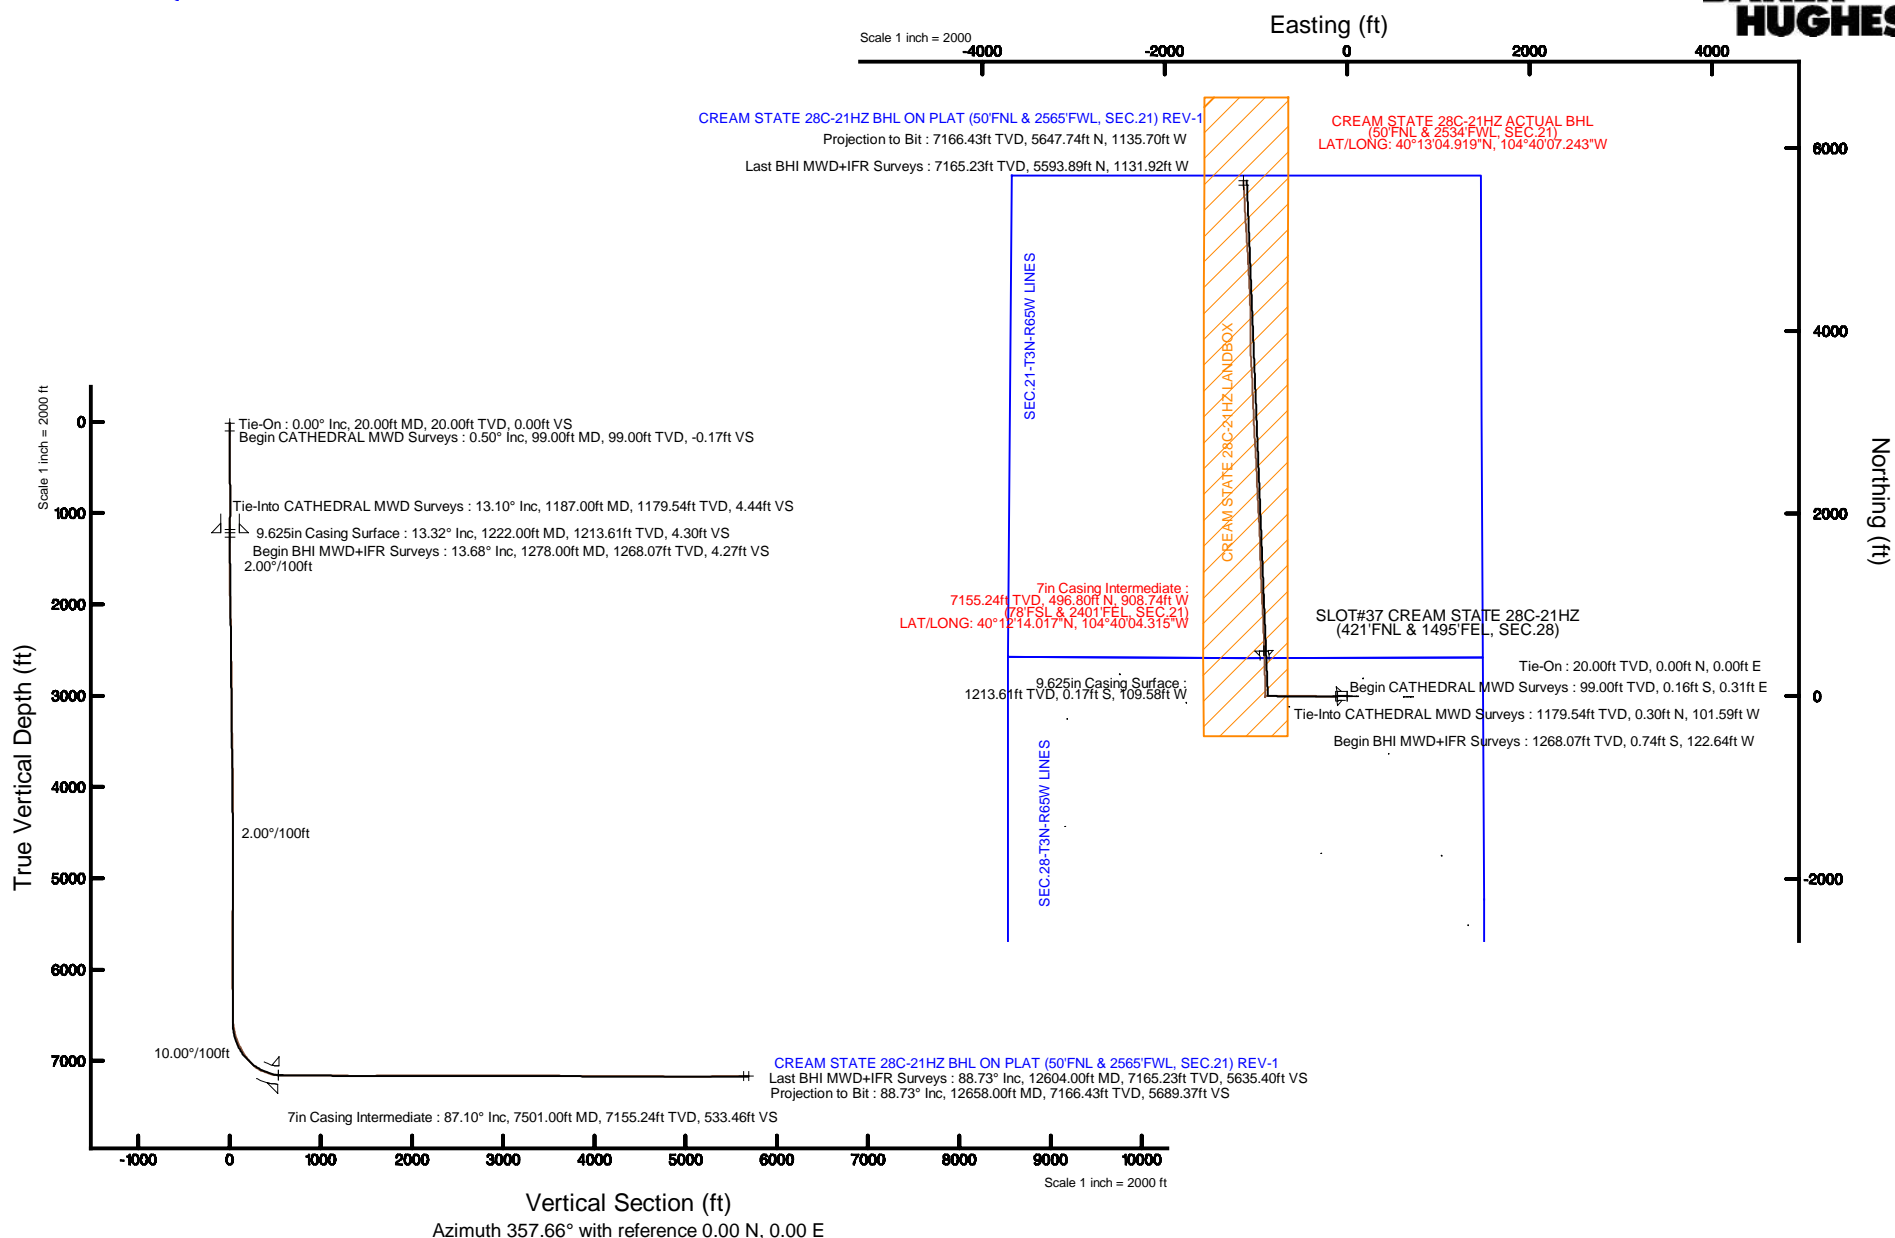 HUGHES
Easting (ft)
Scale 1 inch = 2000
-4000
-2000
0
2000
4000
CREAM STATE 28C-21HZ BHL ON PLAT (50'FNL & 2565'FWL, SEC.21) REV-1
Projection to Bit : 7166.43ft TVD, 5647.74ft N, 1135.70ft W
Last BHI MWD+IFR Surveys : 7165.23ft TVD, 5593.89ft N, 1131.92ft W
CREAM STATE 28C-21HZ ACTUAL BHL
(50'FNL & 2534'FWL, SEC.21)
LAT/LONG: 40°13'04.919"N, 104°40'07.243"W
6000
4000
2000
0
-2000
Northing (ft)
SEC.21-T3N-R65W LINES
CREAM STATE 28C-21HZ LANDBOX
7in Casing Intermediate :
7155.24ft TVD, 496.80ft N, 908.74ft W
(78'FSL & 2401'FEL, SEC.21)
LAT/LONG: 40°12'14.017"N, 104°40'04.315"W
SLOT#37 CREAM STATE 28C-21HZ
(421'FNL & 1495'FEL, SEC.28)
9.625in Casing Surface :
1213.61ft TVD, 0.17ft S, 109.58ft W
Tie-On : 20.00ft TVD, 0.00ft N, 0.00ft E
Begin CATHEDRAL MWD Surveys : 99.00ft TVD, 0.16ft S, 0.31ft E
Tie-Into CATHEDRAL MWD Surveys : 1179.54ft TVD, 0.30ft N, 101.59ft W
Begin BHI MWD+IFR Surveys : 1268.07ft TVD, 0.74ft S, 122.64ft W
SEC.28-T3N-R65W LINES
Scale 1 inch = 2000 ft
True Vertical Depth (ft)
0
1000
2000
3000
4000
5000
6000
7000
Tie-On : 0.00° Inc, 20.00ft MD, 20.00ft TVD, 0.00ft VS
Begin CATHEDRAL MWD Surveys : 0.50° Inc, 99.00ft MD, 99.00ft TVD, -0.17ft VS
Tie-Into CATHEDRAL MWD Surveys : 13.10° Inc, 1187.00ft MD, 1179.54ft TVD, 4.44ft VS
9.625in Casing Surface : 13.32° Inc, 1222.00ft MD, 1213.61ft TVD, 4.30ft VS
Begin BHI MWD+IFR Surveys : 13.68° Inc, 1278.00ft MD, 1268.07ft TVD, 4.27ft VS
2.00°/100ft
2.00°/100ft
10.00°/100ft
CREAM STATE 28C-21HZ BHL ON PLAT (50'FNL & 2565'FWL, SEC.21) REV-1
Last BHI MWD+IFR Surveys : 88.73° Inc, 12604.00ft MD, 7165.23ft TVD, 5635.40ft VS
Projection to Bit : 88.73° Inc, 12658.00ft MD, 7166.43ft TVD, 5689.37ft VS
7in Casing Intermediate : 87.10° Inc, 7501.00ft MD, 7155.24ft TVD, 533.46ft VS
-1000
0
1000
2000
3000
4000
5000
6000
7000
8000
9000
10000
Scale 1 inch = 2000 ft
Vertical Section (ft)
Azimuth 357.66° with reference 0.00 N, 0.00 E